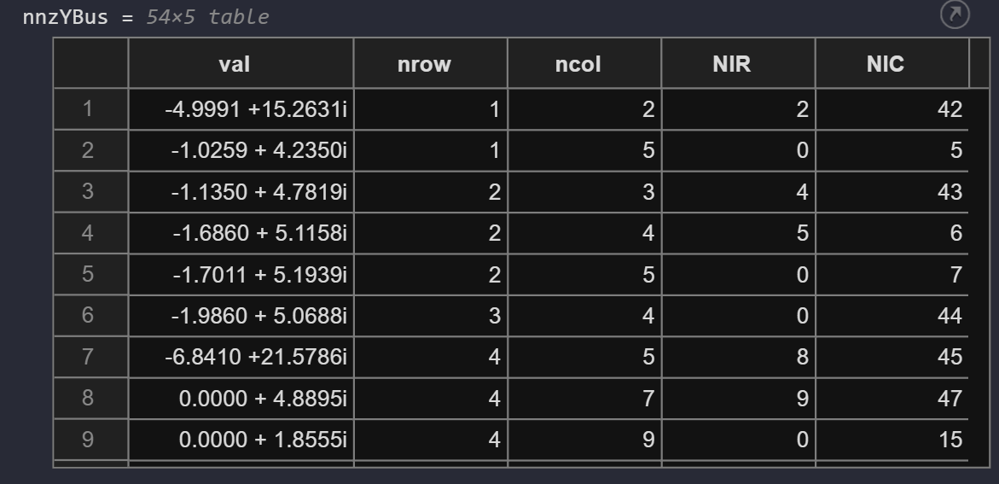 nnzYBus = 54×5 table
val nrow ncol NIR NIC
1 -4.9991 +15.2631i 1 2 2 42
2 -1.0259 + 4.2350i 1 5 0 5
3 -1.1350 + 4.7819i 2 3 4 43
4 -1.6860 + 5.1158i 2 4 5 6
5 -1.7011 + 5.1939i 2 5 0 7
6 -1.9860 + 5.0688i 3 4 0 44
7 -6.8410 +21.5786i 4 5 8 45
8 0.0000 + 4.8895i 4 7 9 47
9 0.0000 + 1.8555i 4 9 0 15